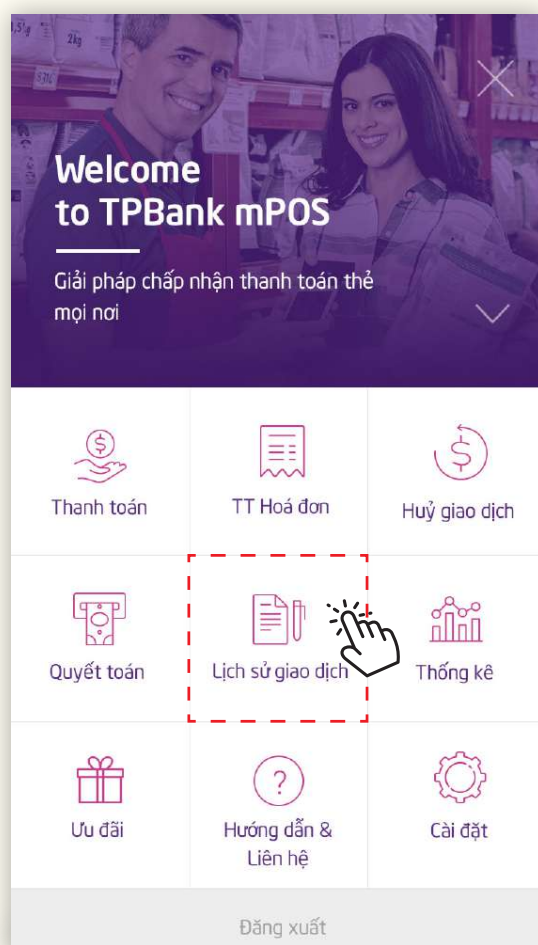 2kg
Welcome
to TPBank mPOS
Giải pháp chấp nhận thanh toán thẻ
mọi nơi
Thanh toán
TT Hoá đơn
Huỷ giao dịch
Quyết toán
Lịch sử giao dịch
Thống kê
Ưu đãi
Hướng dẫn &
Liên hệ
Cài đặt
Đăng xuất